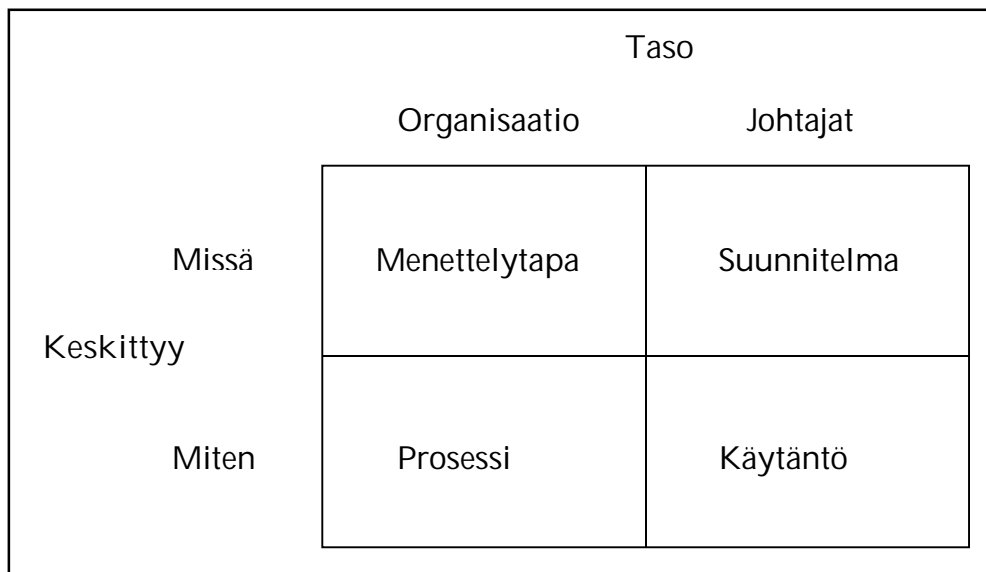 Taso
Organisaatio Johtajat
Missä Menettelytapa Suunnitelma
Keskittyy
Miten Prosessi Käytäntö